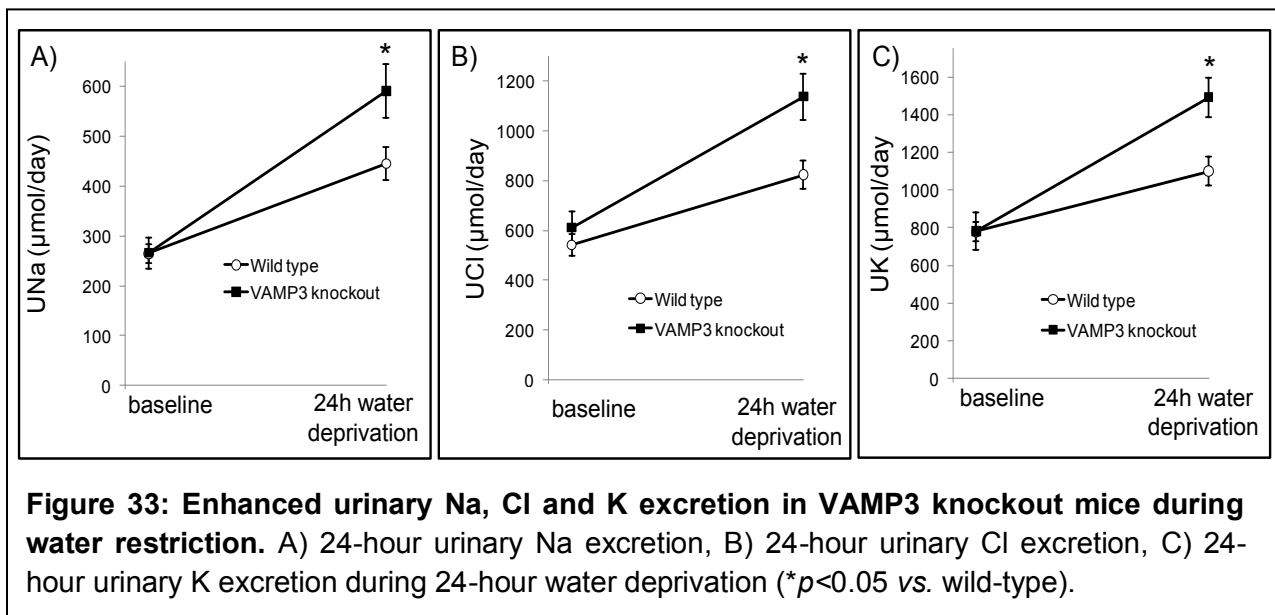 A)
*
600
500
400
300
200
100
0
UNa (µmol/day)
Wild type
VAMP3 knockout
baseline
24h water
deprivation
B)
*
1200
1000
800
600
400
200
0
UCl (µmol/day)
Wild type
VAMP3 knockout
baseline
24h water
deprivation
C)
*
1600
1400
1200
1000
800
600
400
200
0
UK (µmol/day)
Wild type
VAMP3 knockout
baseline
24h water
deprivation
Figure 33: Enhanced urinary Na, Cl and K excretion in VAMP3 knockout mice during
water restriction. A) 24-hour urinary Na excretion, B) 24-hour urinary Cl excretion, C) 24-
hour urinary K excretion during 24-hour water deprivation (*p<0.05 vs. wild-type).